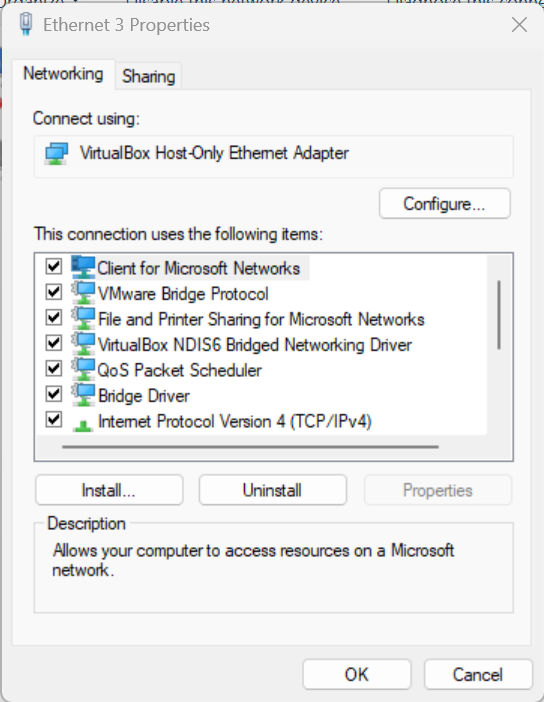 Ethernet 3 Properties
Networking
Sharing
Connect using:
VirtualBox Host-Only Ethernet Adapter
Configure...
This connection uses the following items:
Client for Microsoft Networks
VMware Bridge Protocol
File and Printer Sharing for Microsoft Networks
VirtualBox NDIS6 Bridged Networking Driver
QoS Packet Scheduler
Bridge Driver
Internet Protocol Version 4 (TCP/IPv4)
Install...
Uninstall
Properties
Description
Allows your computer to access resources on a Microsoft
network.
OK
Cancel